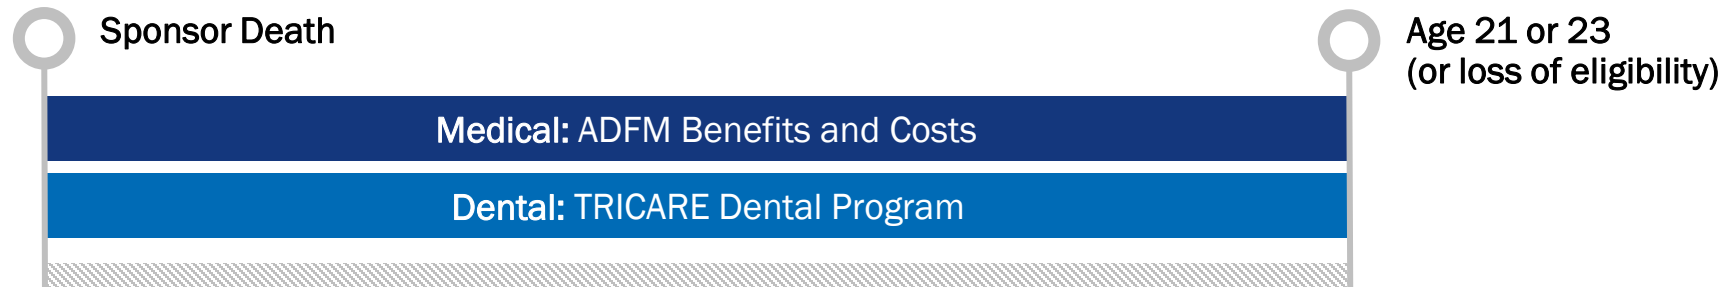 Sponsor Death
Age 21 or 23
(or loss of eligibility)
Medical: ADFM Benefits and Costs
Dental: TRICARE Dental Program